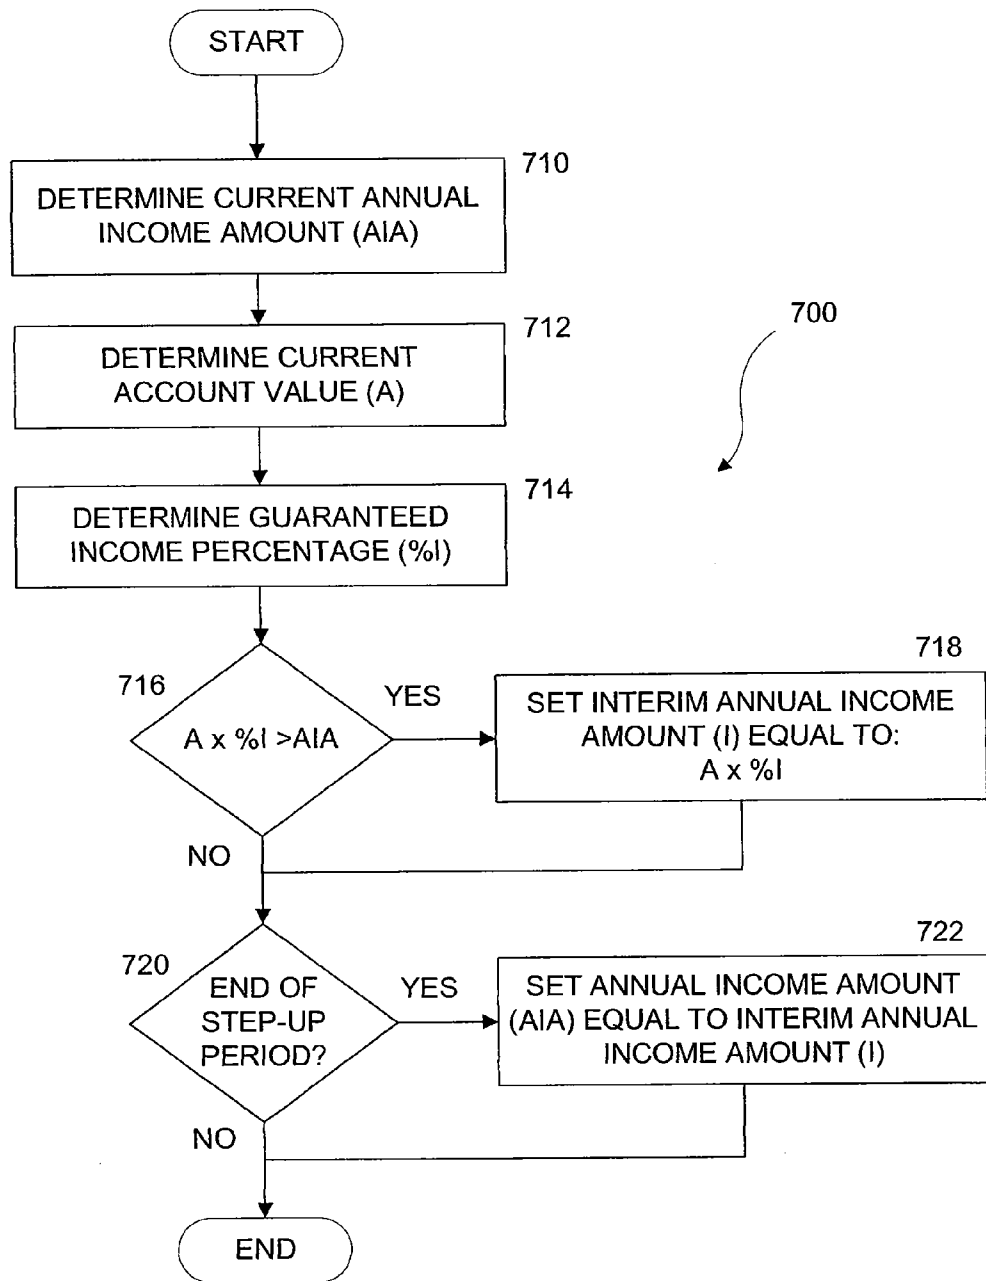 START
710
DETERMINE CURRENT ANNUAL
INCOME AMOUNT (AIA)
712
DETERMINE CURRENT
ACCOUNT VALUE (A)
700
714
DETERMINE GUARANTEED
INCOME PERCENTAGE (%I)
716
A x %I >AIA
YES
718
SET INTERIM ANNUAL INCOME
AMOUNT (I) EQUAL TO:
A x %I
NO
720
END OF
STEP-UP
PERIOD?
YES
722
SET ANNUAL INCOME AMOUNT
(AIA) EQUAL TO INTERIM ANNUAL
INCOME AMOUNT (I)
NO
END